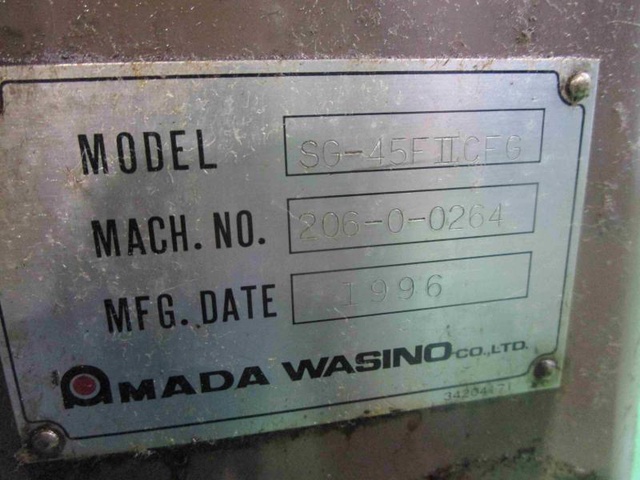 MODEL SG-45FⅡCFG
MACH. NO. 206-0-0264
MFG. DATE 1996
AMADA WASINO CO., LTD.